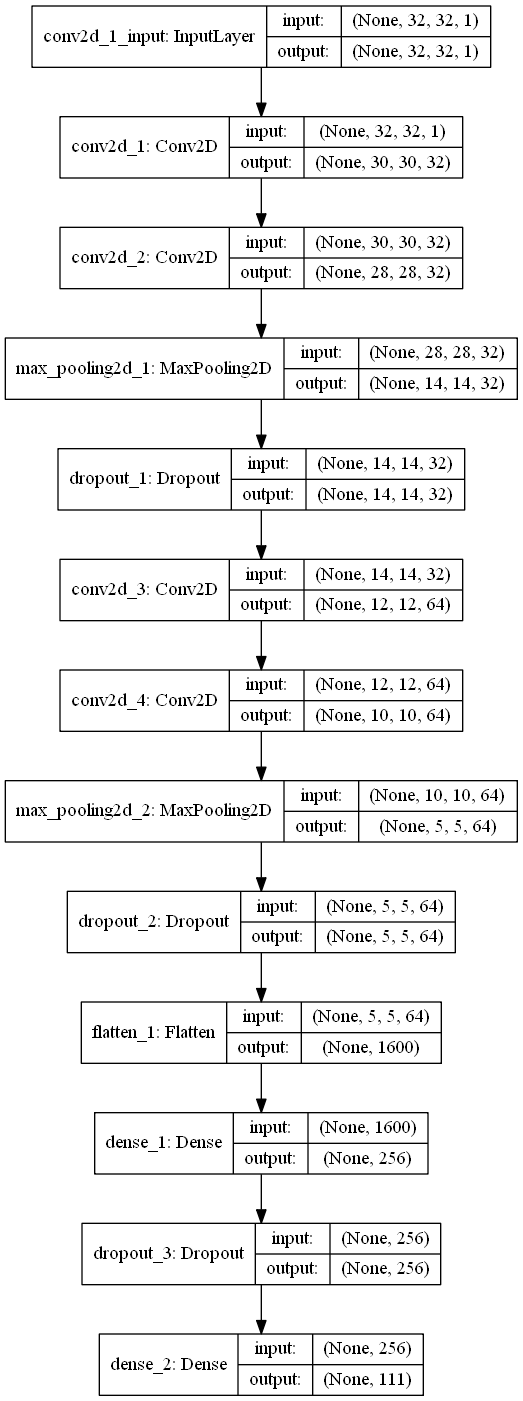 conv2d_1_input: InputLayer
input: (None, 32, 32, 1)
output: (None, 32, 32, 1)
conv2d_1: Conv2D
input: (None, 32, 32, 1)
output: (None, 30, 30, 32)
conv2d_2: Conv2D
input: (None, 30, 30, 32)
output: (None, 28, 28, 32)
max_pooling2d_1: MaxPooling2D
input: (None, 28, 28, 32)
output: (None, 14, 14, 32)
dropout_1: Dropout
input: (None, 14, 14, 32)
output: (None, 14, 14, 32)
conv2d_3: Conv2D
input: (None, 14, 14, 32)
output: (None, 12, 12, 64)
conv2d_4: Conv2D
input: (None, 12, 12, 64)
output: (None, 10, 10, 64)
max_pooling2d_2: MaxPooling2D
input: (None, 10, 10, 64)
output: (None, 5, 5, 64)
dropout_2: Dropout
input: (None, 5, 5, 64)
output: (None, 5, 5, 64)
flatten_1: Flatten
input: (None, 5, 5, 64)
output: (None, 1600)
dense_1: Dense
input: (None, 1600)
output: (None, 256)
dropout_3: Dropout
input: (None, 256)
output: (None, 256)
dense_2: Dense
input: (None, 256)
output: (None, 111)